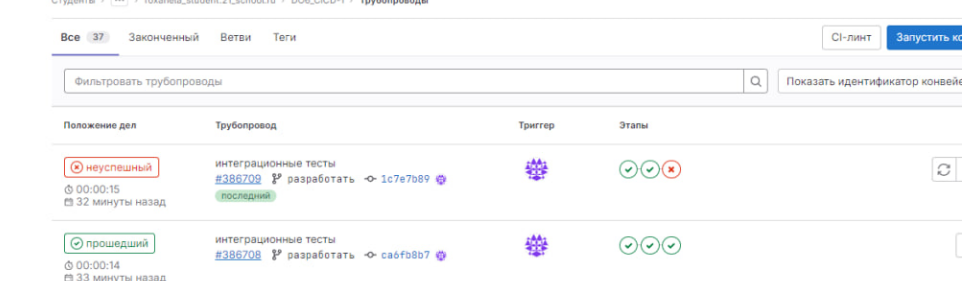 Студенты > ... > rokaneta_student.21_school.ru > DO6_CICD-1 > Трубопроводы
Все 37 Законченный Ветви Теги CI-линт Запустить ко
Фильтровать трубопроводы Показать идентификатор конвейе
Положение дел Трубопровод Триггер Этапы
неуспешный интеграционные тесты
#386709 разработать 1c7e7b89
00:00:15 последний
32 минуты назад
прошедший интеграционные тесты
#386708 разработать ca6fb8b7
00:00:14
33 минуты назад